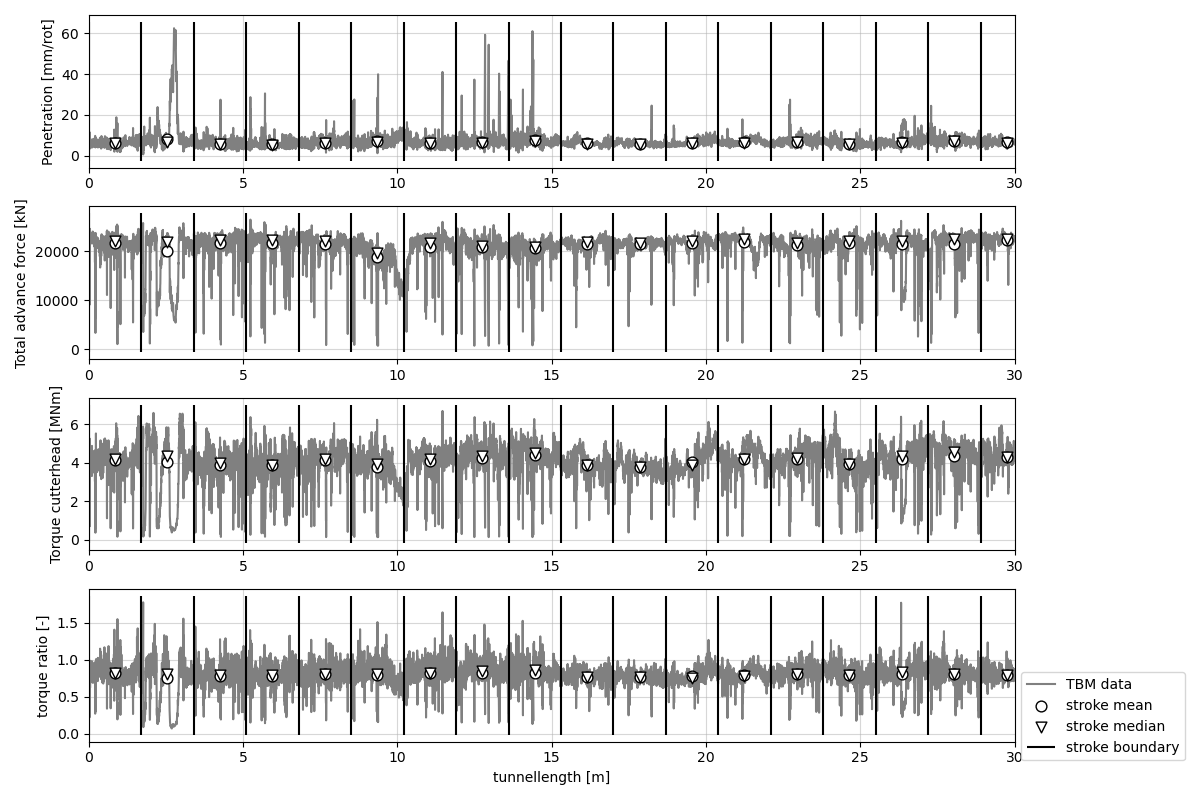 Penetration [mm/rot]
60
40
20
0
0 5 10 15 20 25 30
Total advance force [kN]
20000
10000
0
0 5 10 15 20 25 30
Torque cutterhead [MNm]
6
4
2
0
0 5 10 15 20 25 30
torque ratio [-]
1.5
1.0
0.5
0.0
0 5 10 15 20 25 30
tunnellength [m]
TBM data
stroke mean
stroke median
stroke boundary